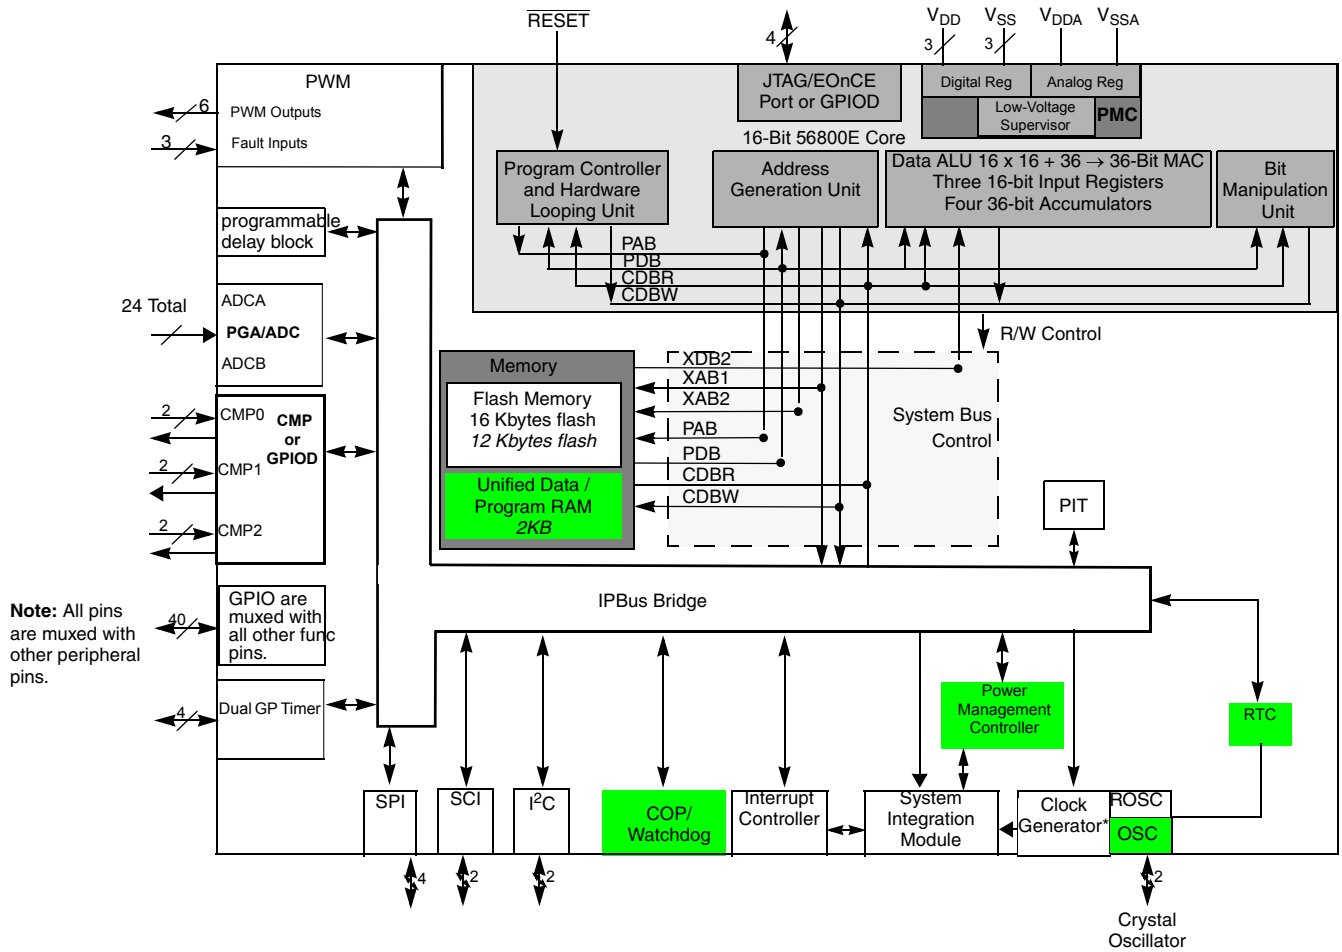 RESET
4
VDD
VSS
VDDA
VSSA
3
3
PWM
6
PWM Outputs
3
Fault Inputs
JTAG/EOnCE
Port or GPIOD
Digital Reg
Analog Reg
Low-Voltage
Supervisor
PMC
16-Bit 56800E Core
Program Controller
and Hardware
Looping Unit
Address
Generation Unit
Data ALU 16 x 16 + 36 → 36-Bit MAC
Three 16-bit Input Registers
Four 36-bit Accumulators
Bit
Manipulation
Unit
programmable
delay block
PAB
PDB
CDBR
CDBW
24 Total
ADCA
PGA/ADC
ADCB
R/W Control
Memory
Flash Memory
16 Kbytes flash
12 Kbytes flash
Unified Data /
Program RAM
2KB
XDB2
XAB1
XAB2
PAB
PDB
CDBR
CDBW
System Bus
Control
2
CMP0
CMP
or
GPIOD
2
CMP1
2
CMP2
PIT
Note: All pins
are muxed with
other peripheral
pins.
40
GPIO are
muxed with
all other func
pins.
IPBus Bridge
4
Dual GP Timer
Power
Management
Controller
RTC
SPI
SCI
I2C
COP/
Watchdog
Interrupt
Controller
System
Integration
Module
Clock
Generator*
ROSC
OSC
4
2
2
2
Crystal
Oscillator